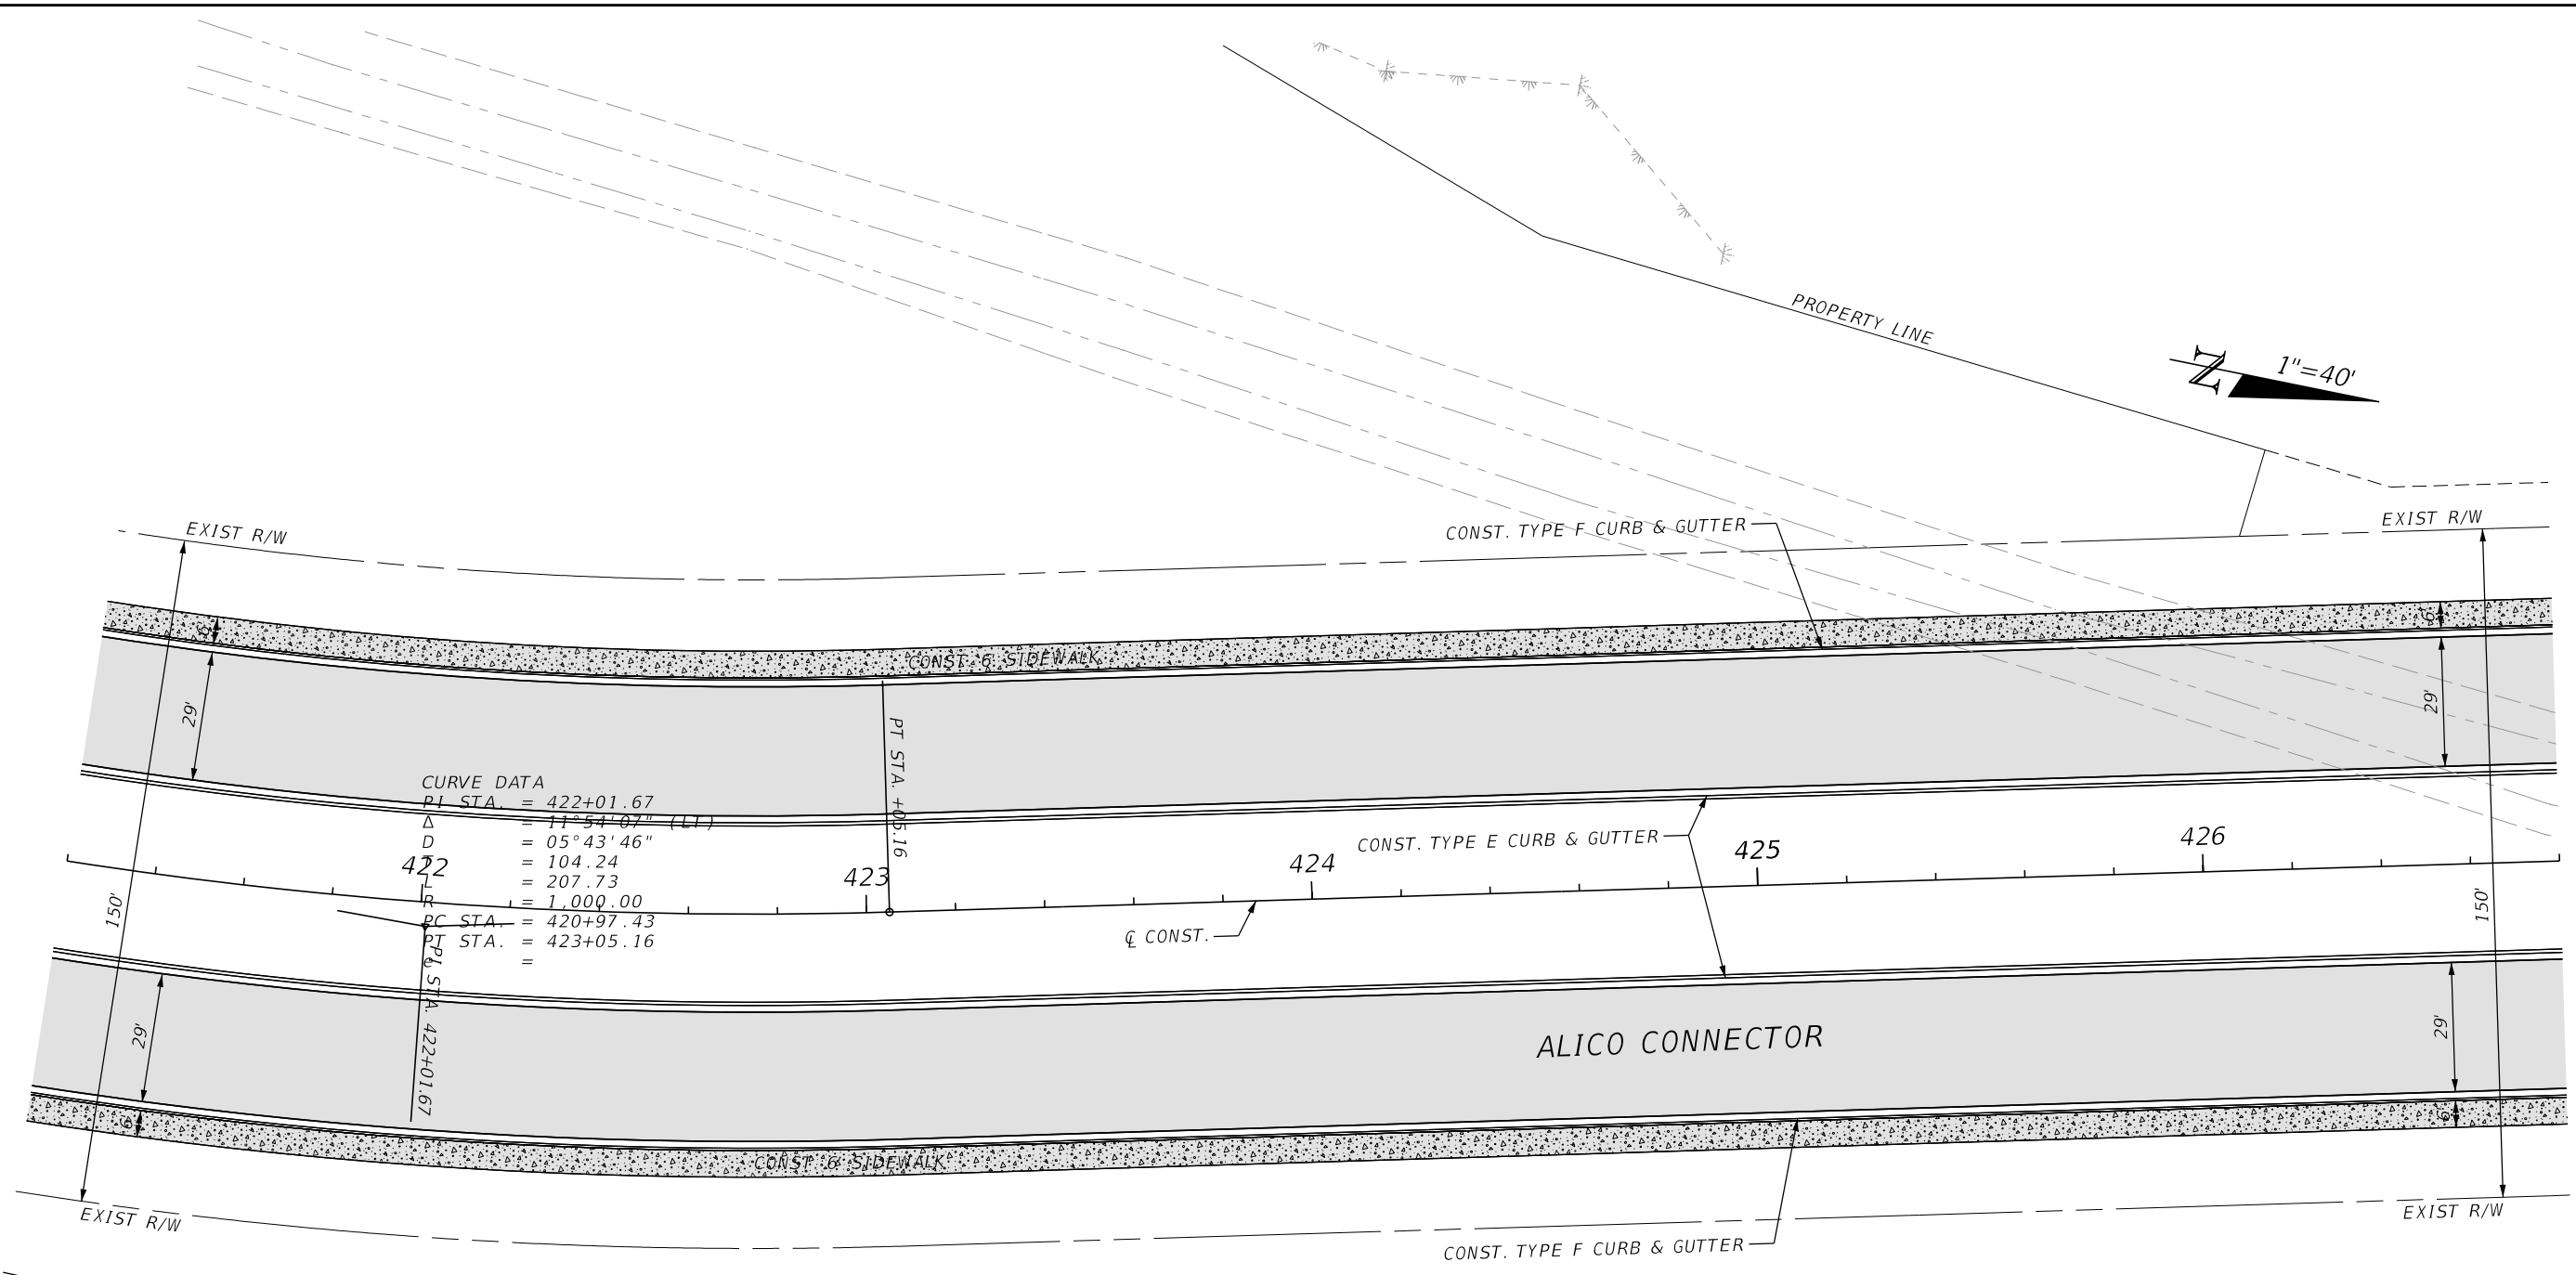 PROPERTY LINE
N
1"=40'
EXIST R/W
CONST. TYPE F CURB & GUTTER
EXIST R/W
6'
CONST. 6' SIDEWALK
6'
29'
29'
PT STA. +05.16
CURVE DATA
PI STA. = 422+01.67
Δ = 11°54'07" (LT)
D = 05°43'46"
T = 104.24
L = 207.73
R = 1,000.00
PC STA. = 420+97.43
PT STA. = 423+05.16
e =
422
423
424
425
426
CONST. TYPE E CURB & GUTTER
150'
150'
℄ CONST.
PI STA. 422+01.67
29'
29'
ALICO CONNECTOR
6'
6'
CONST. 6' SIDEWALK
EXIST R/W
EXIST R/W
CONST. TYPE F CURB & GUTTER